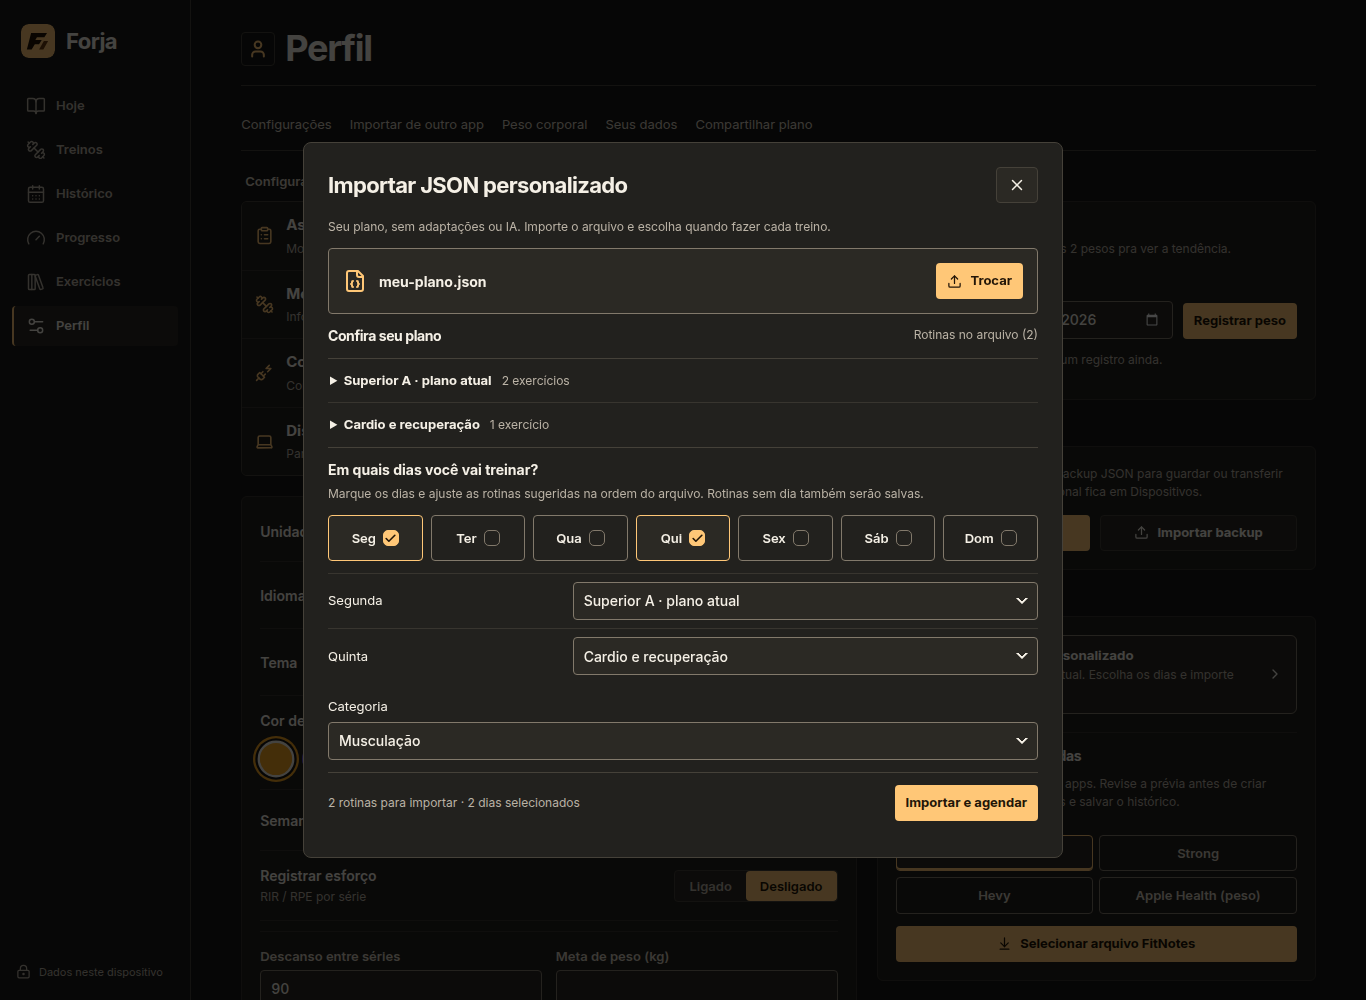 Forja
Hoje
Treinos
Histórico
Progresso
Exercícios
Perfil
Dados neste dispositivo
Perfil
Configurações
Importar de outro app
Peso corporal
Seus dados
Compartilhar plano
Importar JSON personalizado
Seu plano, sem adaptações ou IA. Importe o arquivo e escolha quando fazer cada treino.
meu-plano.json
Trocar
Confira seu plano
Rotinas no arquivo (2)
Superior A · plano atual 2 exercícios
Cardio e recuperação 1 exercício
Em quais dias você vai treinar?
Marque os dias e ajuste as rotinas sugeridas na ordem do arquivo. Rotinas sem dia também serão salvas.
Seg
Ter
Qua
Qui
Sex
Sáb
Dom
Segunda
Superior A · plano atual
Quinta
Cardio e recuperação
Categoria
Musculação
2 rotinas para importar · 2 dias selecionados
Importar e agendar
Tema
Registrar esforço
RIR / RPE por série
Ligado
Desligado
Descanso entre séries
90
Meta de peso (kg)
2 pesos pra ver a tendência.
2026
Registrar peso
um registro ainda.
backup JSON para guardar ou transferir
fica em Dispositivos.
Importar backup
Escolha os dias e importe
apps. Revise a prévia antes de criar
e salvar o histórico.
Strong
Hevy
Apple Health (peso)
Selecionar arquivo FitNotes